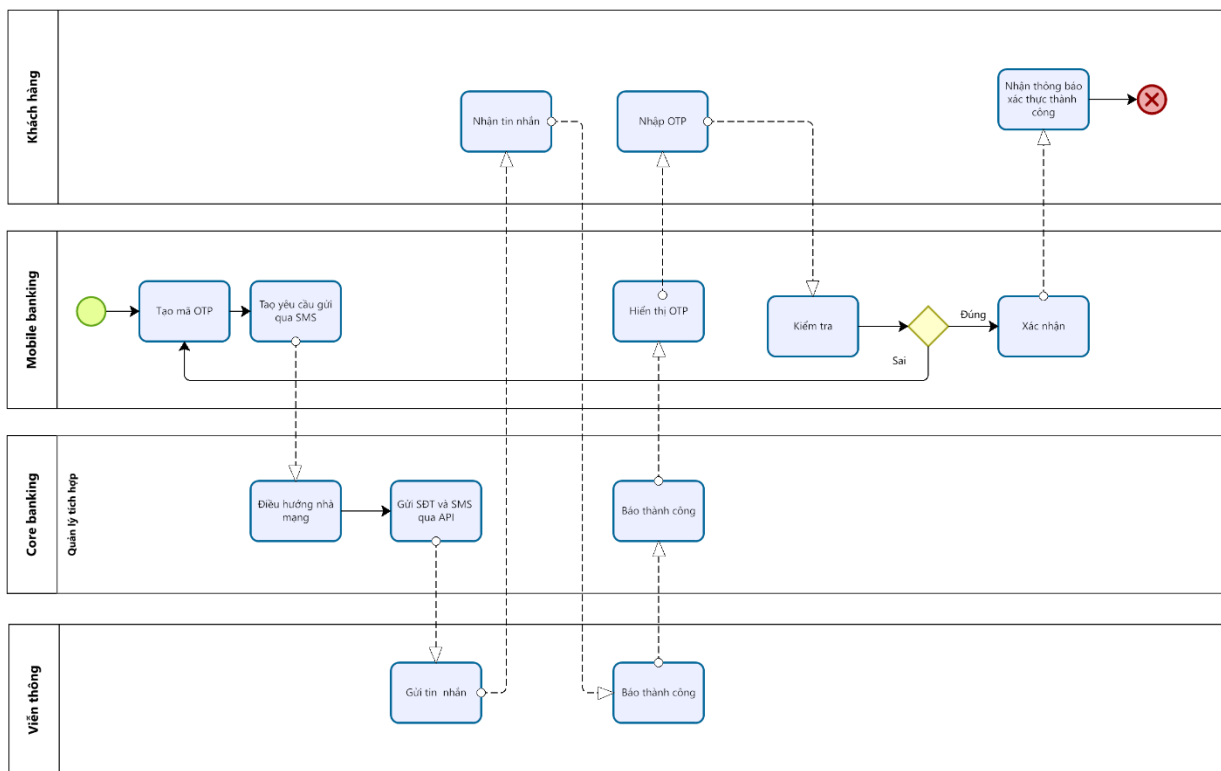 Khách hàng
Nhận tin nhắn
Nhập OTP
Nhận thông báo
xác thực thành
công
Mobile banking
Tạo mã OTP
Taọ yêu cầu gửi
qua SMS
Hiển thị OTP
Kiểm tra
Đúng
Sai
Xác nhận
Core banking
Quản lý tích hợp
Điều hướng nhà
mạng
Gửi SĐT và SMS
qua API
Báo thành công
Viễn thông
Gửi tin nhắn
Báo thành công